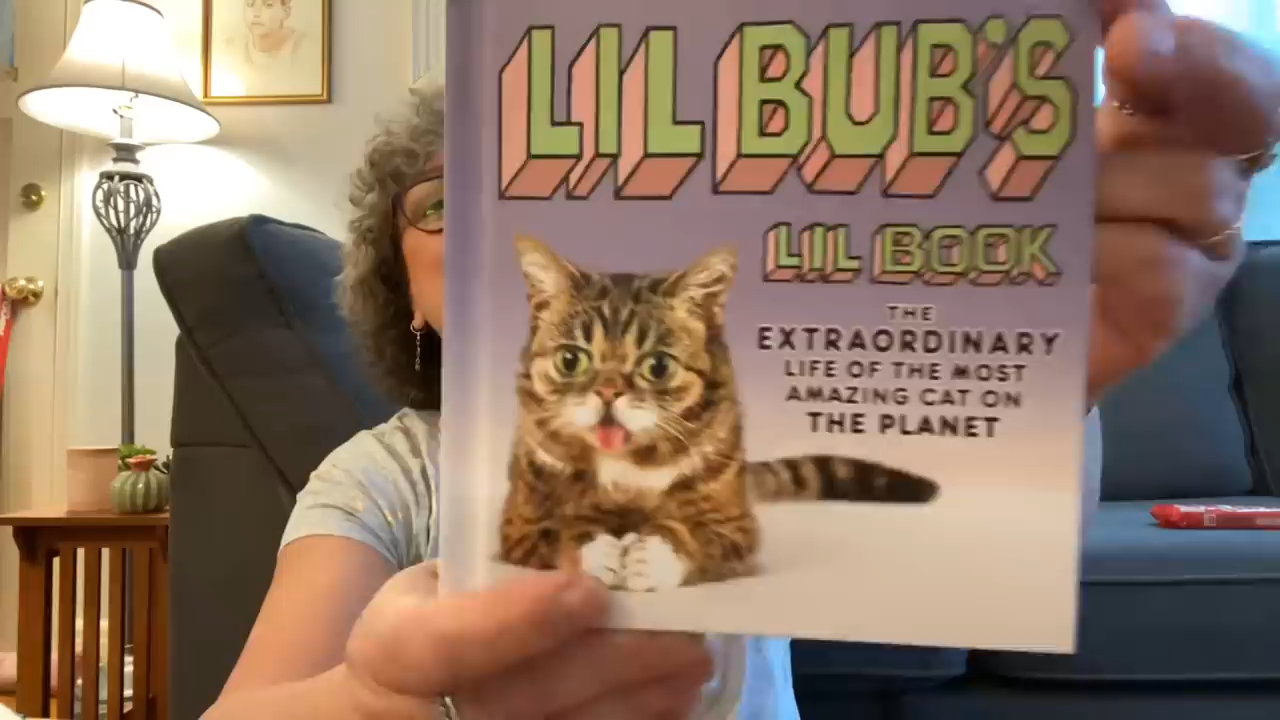 LIL BUB'S
LIL BOOK
THE
EXTRAORDINARY
LIFE OF THE MOST
AMAZING CAT ON
THE PLANET